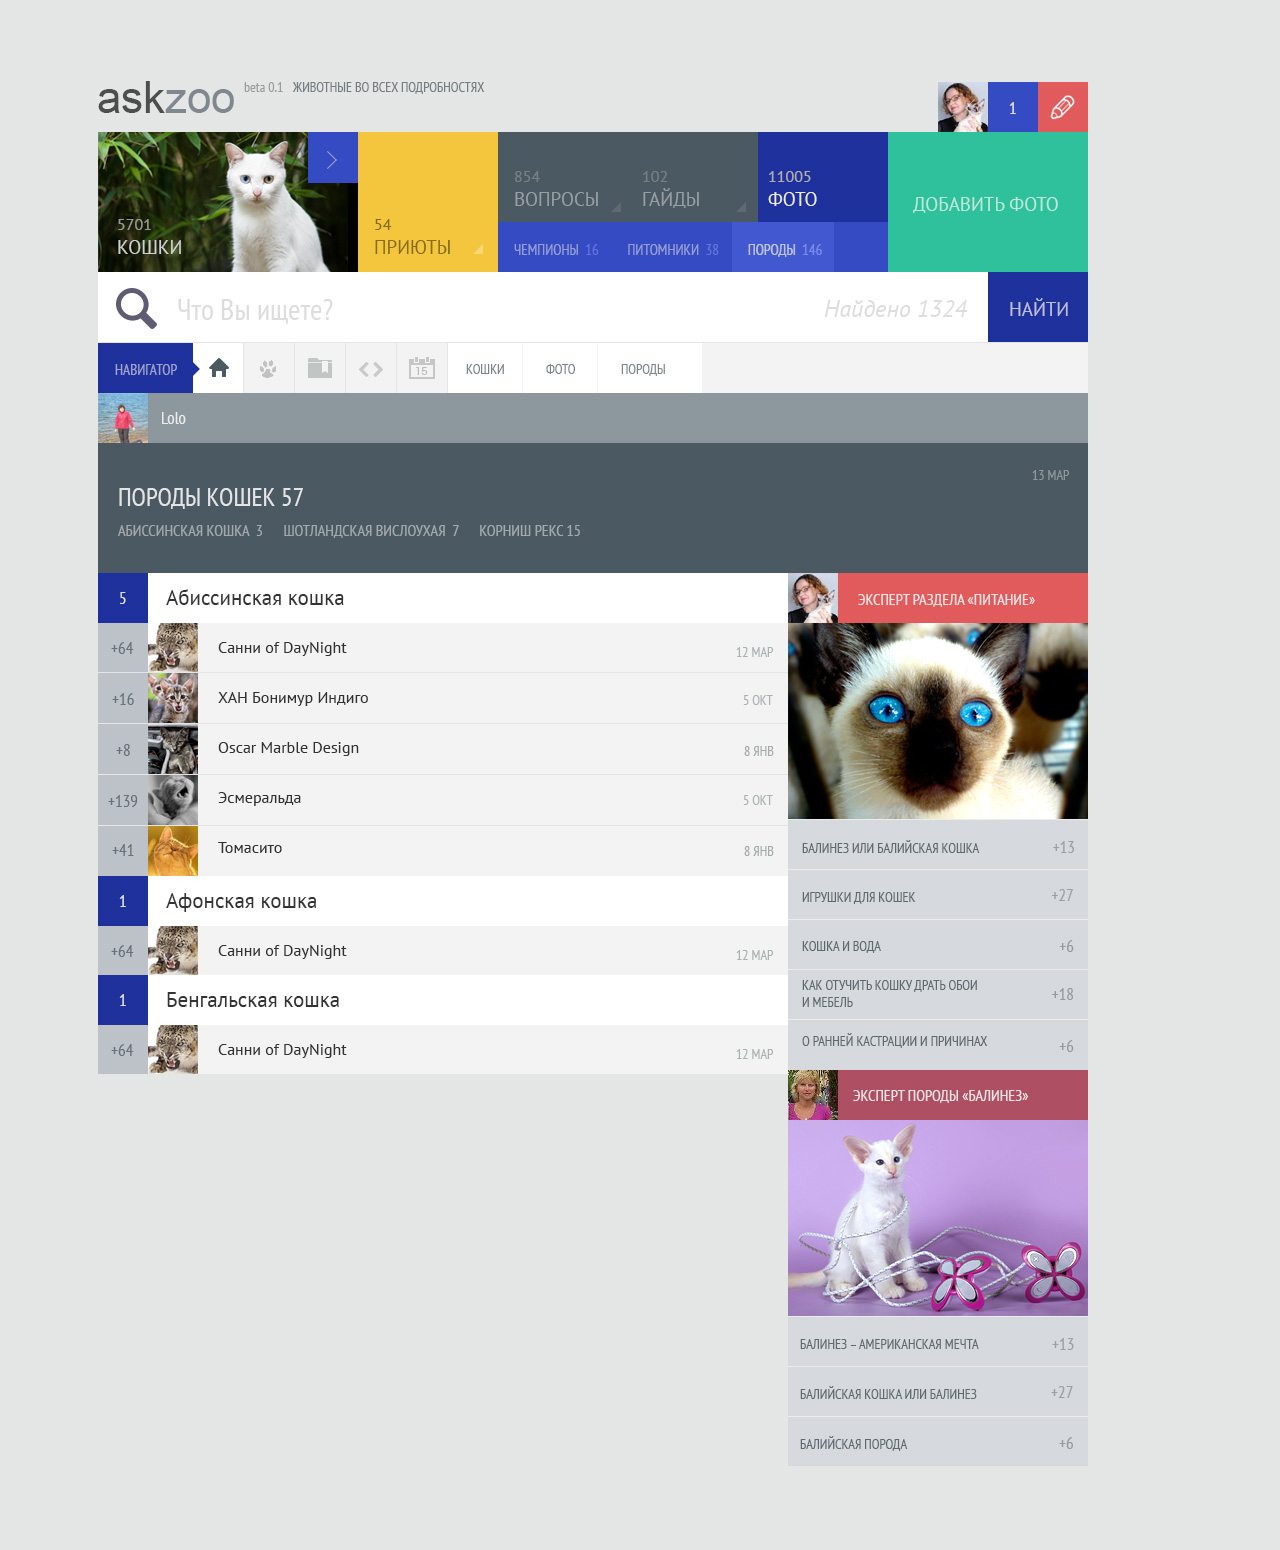 askzoo beta 0.1 ЖИВОТНЫЕ ВО ВСЕХ ПОДРОБНОСТЯХ
1
5701
КОШКИ
54
ПРИЮТЫ
854
ВОПРОСЫ
102
ГАЙДЫ
11005
ФОТО
ЧЕМПИОНЫ 16 ПИТОМНИКИ 38 ПОРОДЫ 146
ДОБАВИТЬ ФОТО
Что Вы ищете? Найдено 1324 НАЙТИ
НАВИГАТОР 15 КОШКИ ФОТО ПОРОДЫ
Lolo
13 МАР
ПОРОДЫ КОШЕК 57
АБИССИНСКАЯ КОШКА 3 ШОТЛАНДСКАЯ ВИСЛОУХАЯ 7 КОРНИШ РЕКС 15
5 Абиссинская кошка
+64 Санни of DayNight 12 МАР
+16 ХАН Бонимур Индиго 5 ОКТ
+8 Oscar Marble Design 8 ЯНВ
+139 Эсмеральда 5 ОКТ
+41 Томасито 8 ЯНВ
1 Афонская кошка
+64 Санни of DayNight 12 МАР
1 Бенгальская кошка
+64 Санни of DayNight 12 МАР
ЭКСПЕРТ РАЗДЕЛА «ПИТАНИЕ»
БАЛИНЕЗ ИЛИ БАЛИЙСКАЯ КОШКА +13
ИГРУШКИ ДЛЯ КОШЕК +27
КОШКА И ВОДА +6
КАК ОТУЧИТЬ КОШКУ ДРАТЬ ОБОИ
И МЕБЕЛЬ +18
О РАННЕЙ КАСТРАЦИИ И ПРИЧИНАХ +6
ЭКСПЕРТ ПОРОДЫ «БАЛИНЕЗ»
БАЛИНЕЗ – АМЕРИКАНСКАЯ МЕЧТА +13
БАЛИЙСКАЯ КОШКА ИЛИ БАЛИНЕЗ +27
БАЛИЙСКАЯ ПОРОДА +6